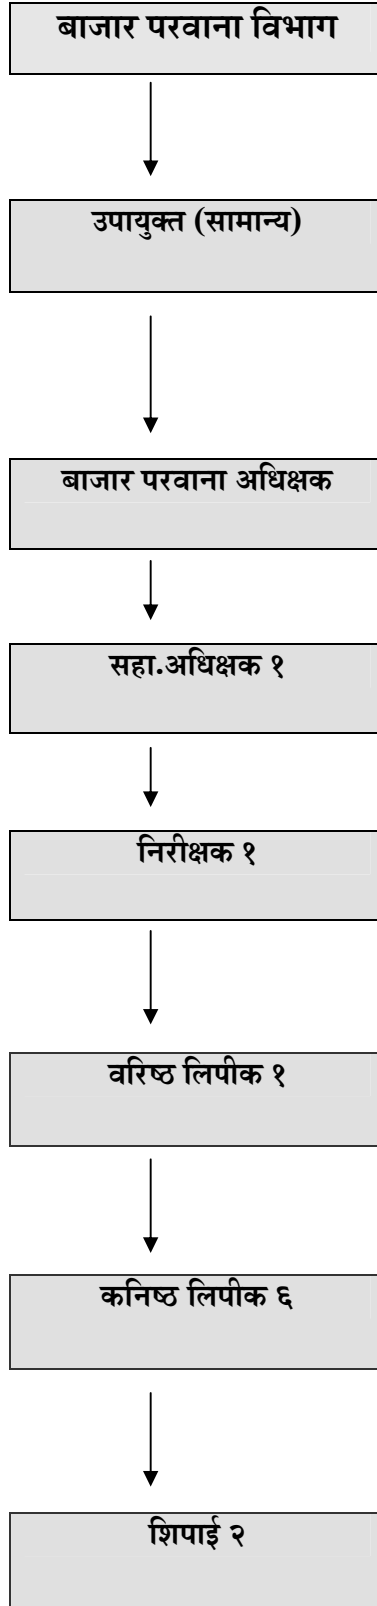 बाजार परवाना विभाग
उपायुक्त (सामान्य)
बाजार परवाना अधिक्षक
सहा.अधिक्षक १
निरीक्षक १
वरिष्ठ लिपीक १
कनिष्ठ लिपीक ६
शिपाई २